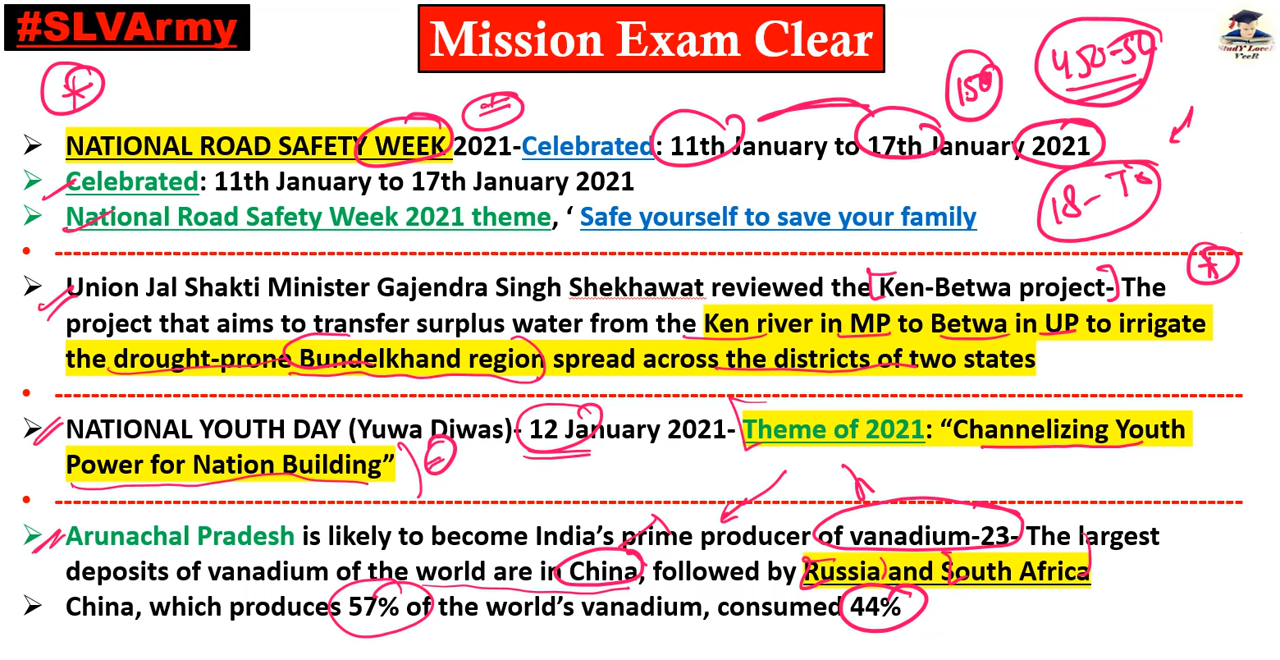 #SLVArmy
Mission Exam Clear
StudY Lover
VeeR
*
450-50
150
NATIONAL ROAD SAFETY WEEK 2021-Celebrated: 11th January to 17th January 2021
Celebrated: 11th January to 17th January 2021
18-
National Road Safety Week 2021 theme, ‘ Safe yourself to save your family
*
Union Jal Shakti Minister Gajendra Singh Shekhawat reviewed the Ken-Betwa project- The
project that aims to transfer surplus water from the Ken river in MP to Betwa in UP to irrigate
the drought-prone Bundelkhand region spread across the districts of two states
NATIONAL YOUTH DAY (Yuwa Diwas)- 12 January 2021- Theme of 2021: “Channelizing Youth
Power for Nation Building”
Arunachal Pradesh is likely to become India’s prime producer of vanadium-23- The largest
deposits of vanadium of the world are in China, followed by Russia and South Africa
China, which produces 57% of the world’s vanadium, consumed 44%